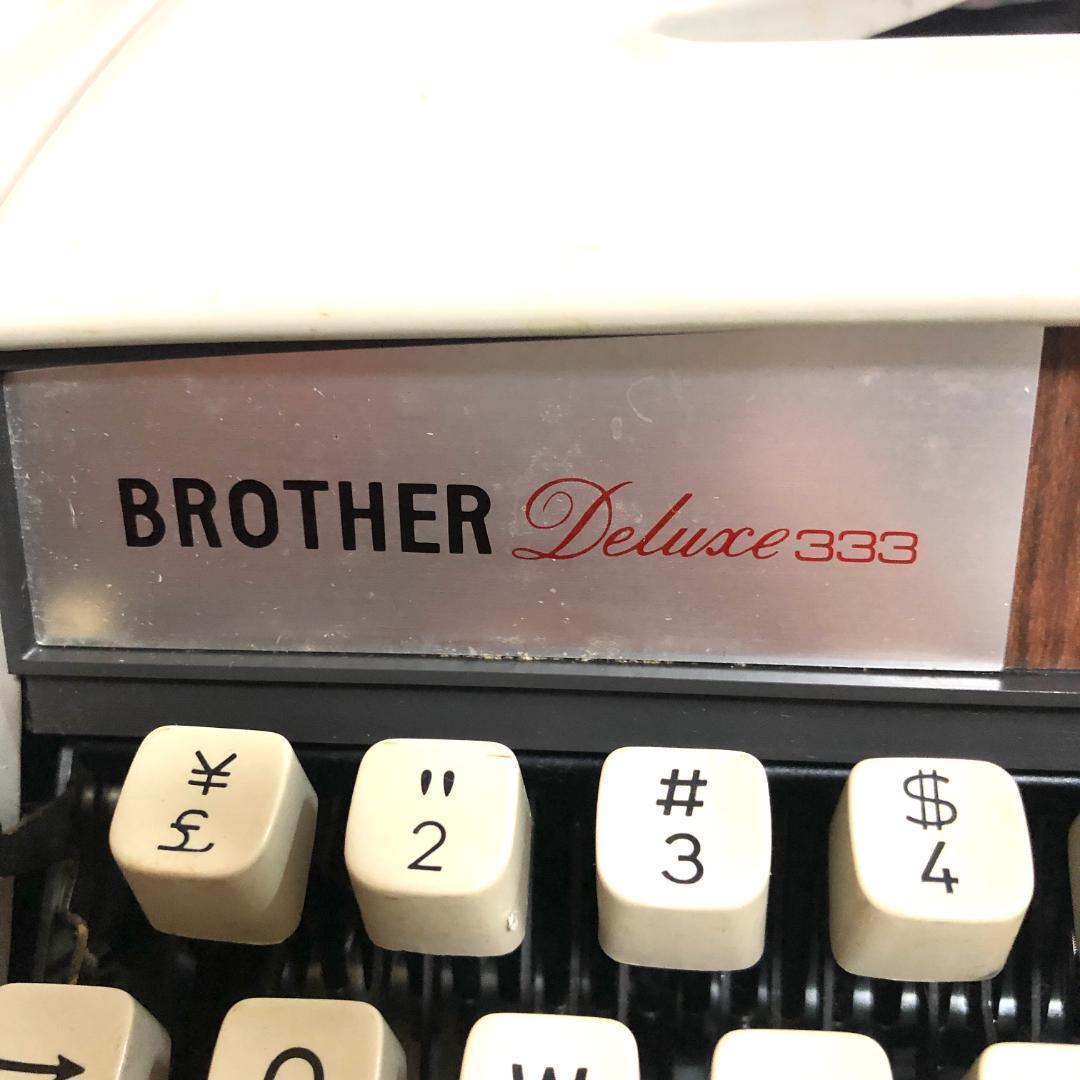 BROTHER Deluxe 333
¥ " # $
£ 2 3 4
→ Q W